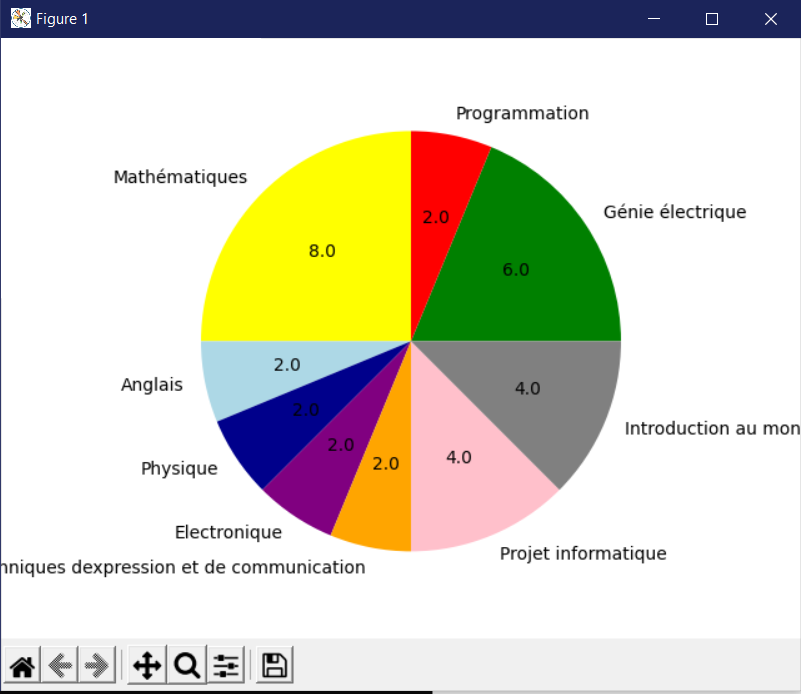 Figure 1
Programmation
Mathématiques
Génie électrique
2.0
8.0
6.0
2.0
Anglais
4.0
2.0
Introduction au mon
2.0
4.0
2.0
Physique
Electronique
Projet informatique
hniques dexpression et de communication